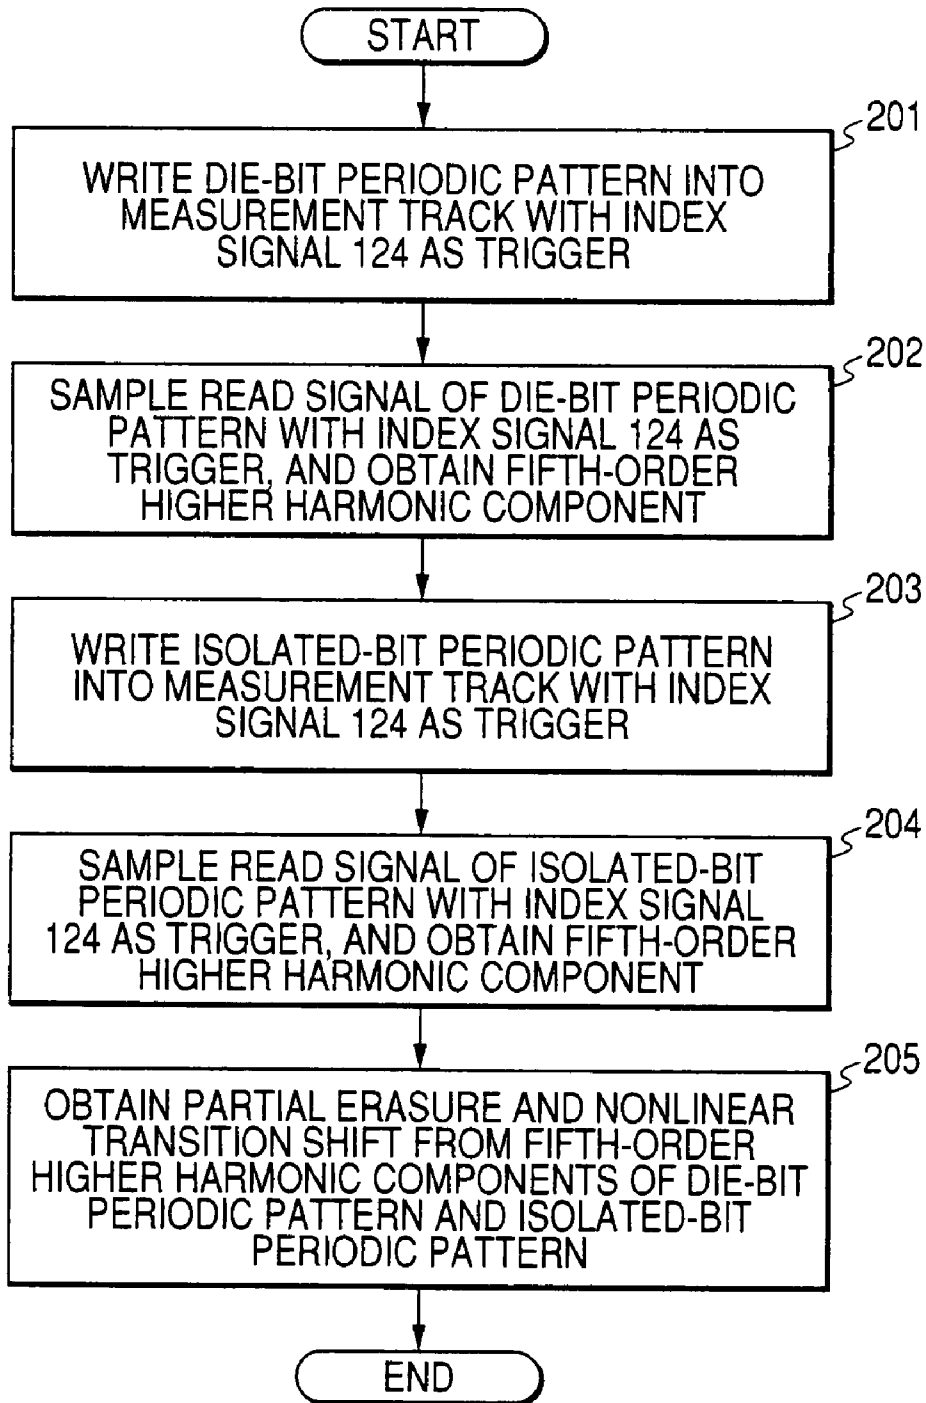 START
201
WRITE DIE-BIT PERIODIC PATTERN INTO
MEASUREMENT TRACK WITH INDEX
SIGNAL 124 AS TRIGGER
202
SAMPLE READ SIGNAL OF DIE-BIT PERIODIC
PATTERN WITH INDEX SIGNAL 124 AS
TRIGGER, AND OBTAIN FIFTH-ORDER
HIGHER HARMONIC COMPONENT
203
WRITE ISOLATED-BIT PERIODIC PATTERN
INTO MEASUREMENT TRACK WITH INDEX
SIGNAL 124 AS TRIGGER
204
SAMPLE READ SIGNAL OF ISOLATED-BIT
PERIODIC PATTERN WITH INDEX SIGNAL
124 AS TRIGGER, AND OBTAIN FIFTH-ORDER
HIGHER HARMONIC COMPONENT
205
OBTAIN PARTIAL ERASURE AND NONLINEAR
TRANSITION SHIFT FROM FIFTH-ORDER
HIGHER HARMONIC COMPONENTS OF DIE-BIT
PERIODIC PATTERN AND ISOLATED-BIT
PERIODIC PATTERN
END